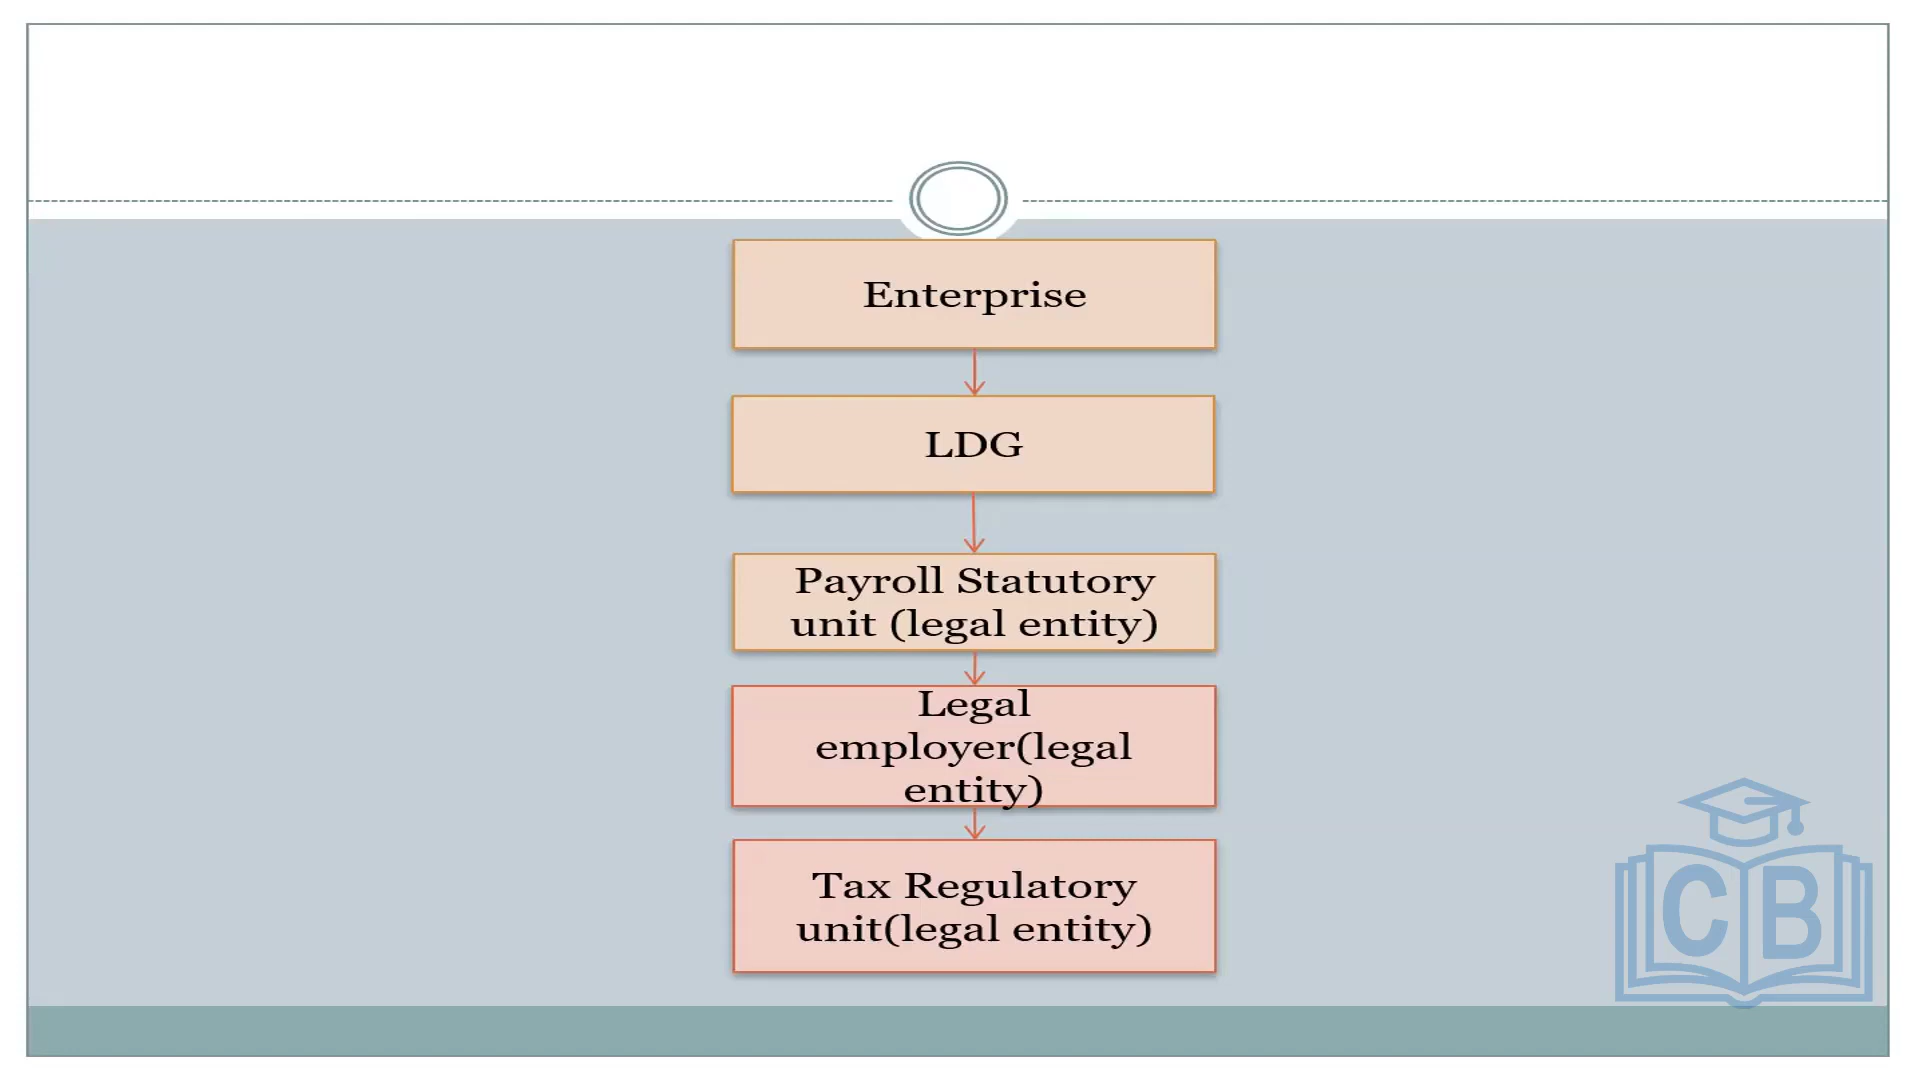 Enterprise
LDG
Payroll Statutory
unit (legal entity)
Legal
employer(legal
entity)
Tax Regulatory
unit(legal entity)
CB